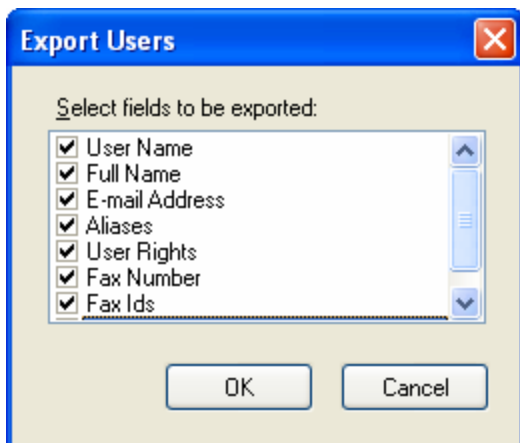 Export Users
Select fields to be exported:
User Name
Full Name
E-mail Address
Aliases
User Rights
Fax Number
Fax Ids
OK
Cancel